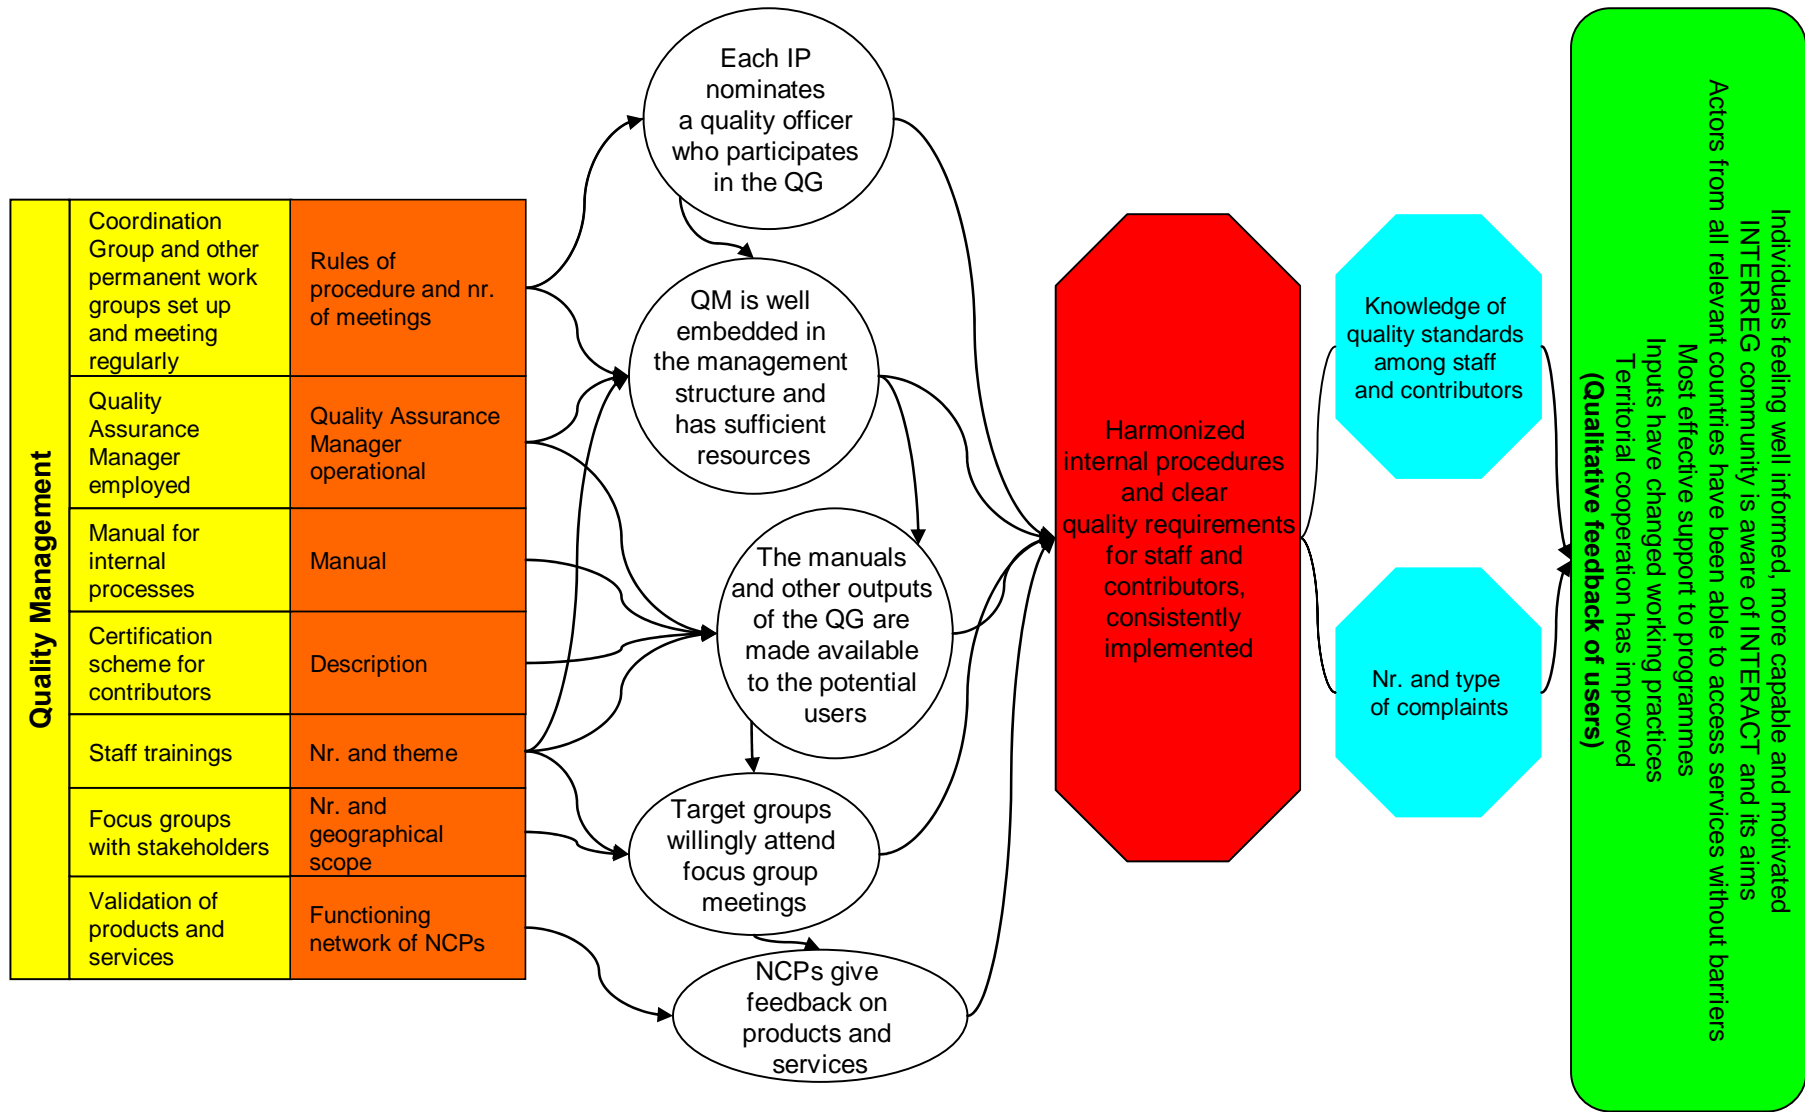 Quality Management
Coordination
Group and other
permanent work
groups set up
and meeting
regularly
Rules of
procedure and nr.
of meetings
Quality
Assurance
Manager
employed
Quality Assurance
Manager
operational
Manual for
internal
processes
Manual
Certification
scheme for
contributors
Description
Staff trainings
Nr. and theme
Focus groups
with stakeholders
Nr. and
geographical
scope
Validation of
products and
services
Functioning
network of NCPs
Each IP
nominates
a quality officer
who participates
in the QG
QM is well
embedded in
the management
structure and
has sufficient
resources
The manuals
and other outputs
of the QG are
made available
to the potential
users
Target groups
willingly attend
focus group
meetings
NCPs give
feedback on
products and
services
Harmonized
internal procedures
and clear
quality requirements
for staff and
contributors,
consistently
implemented
Knowledge of
quality standards
among staff
and contributors
Nr. and type
of complaints
Individuals feeling well informed, more capable and motivated
INTERREG community is aware of INTERACT and its aims
Actors from all relevant countries have been able to access services without barriers
Most effective support to programmes
Inputs have changed working practices
Territorial cooperation has improved
(Qualitative feedback of users)